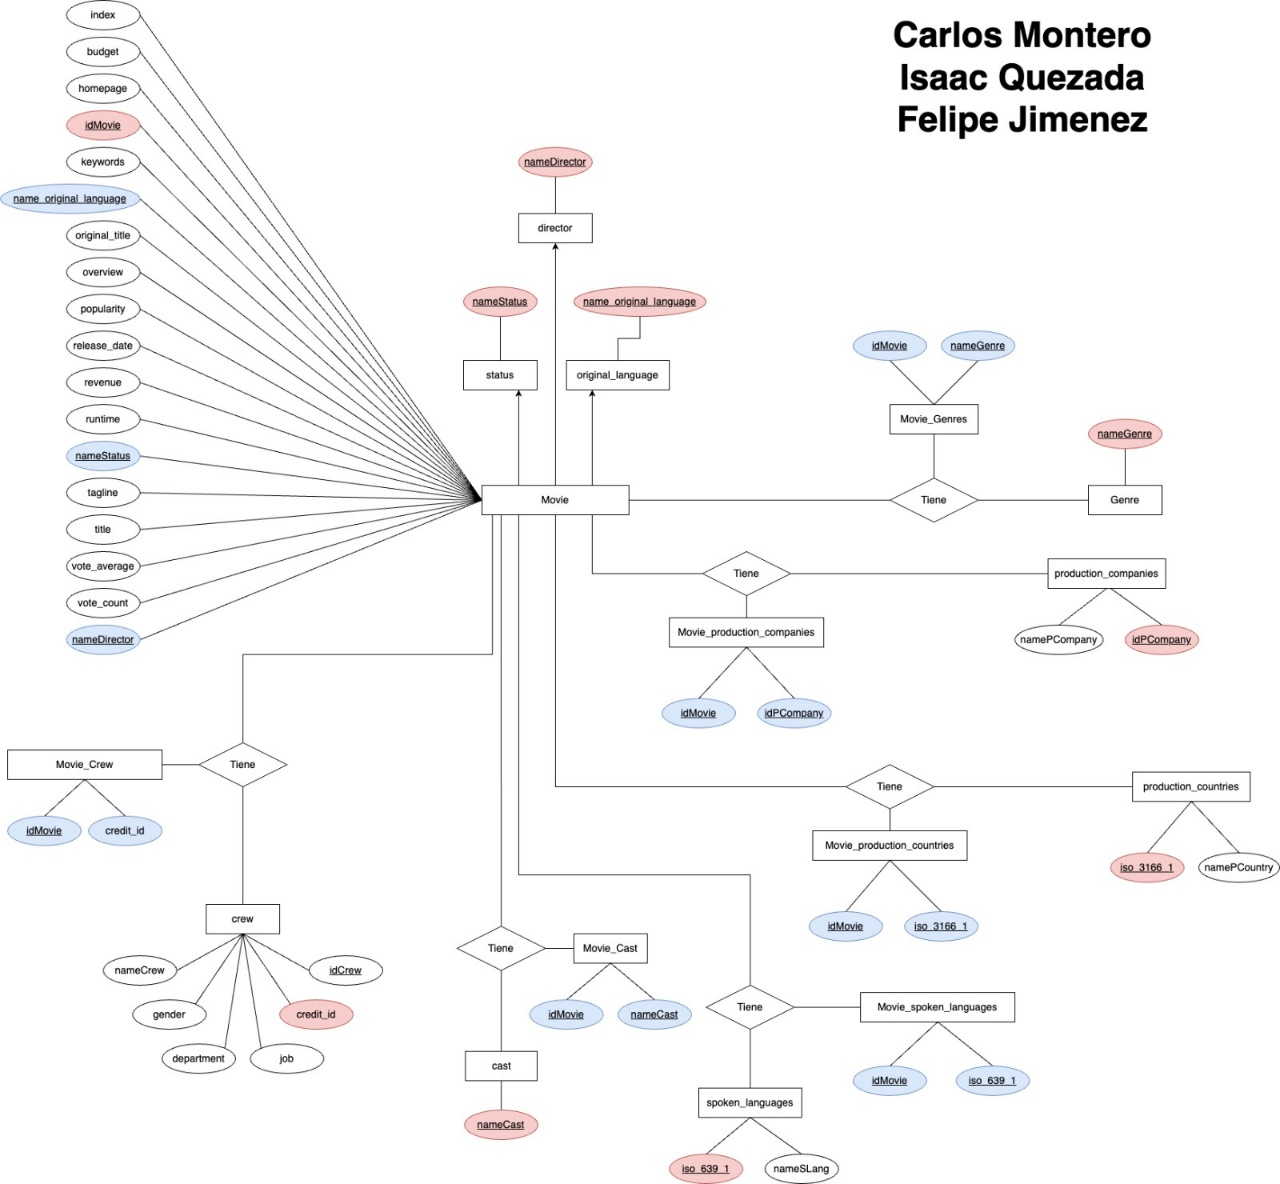 Carlos Montero
Isaac Quezada
Felipe Jimenez
index
budget
homepage
idMovie
keywords
name_original_language
original_title
overview
popularity
release_date
revenue
runtime
nameStatus
tagline
title
vote_average
vote_count
nameDirector
nameDirector
director
nameStatus
name_original_language
status
original_language
Movie
idMovie
nameGenre
Movie_Genres
nameGenre
Tiene
Genre
Tiene
production_companies
Movie_production_companies
namePCompany
idPCompany
idMovie
idPCompany
Movie_Crew
Tiene
idMovie
credit_id
Tiene
production_countries
Movie_production_countries
iso_3166_1
namePCountry
idMovie
iso_3166_1
crew
nameCrew
idCrew
gender
credit_id
department
job
Tiene
Movie_Cast
idMovie
nameCast
cast
nameCast
Tiene
Movie_spoken_languages
idMovie
iso_639_1
spoken_languages
iso_639_1
nameSLang